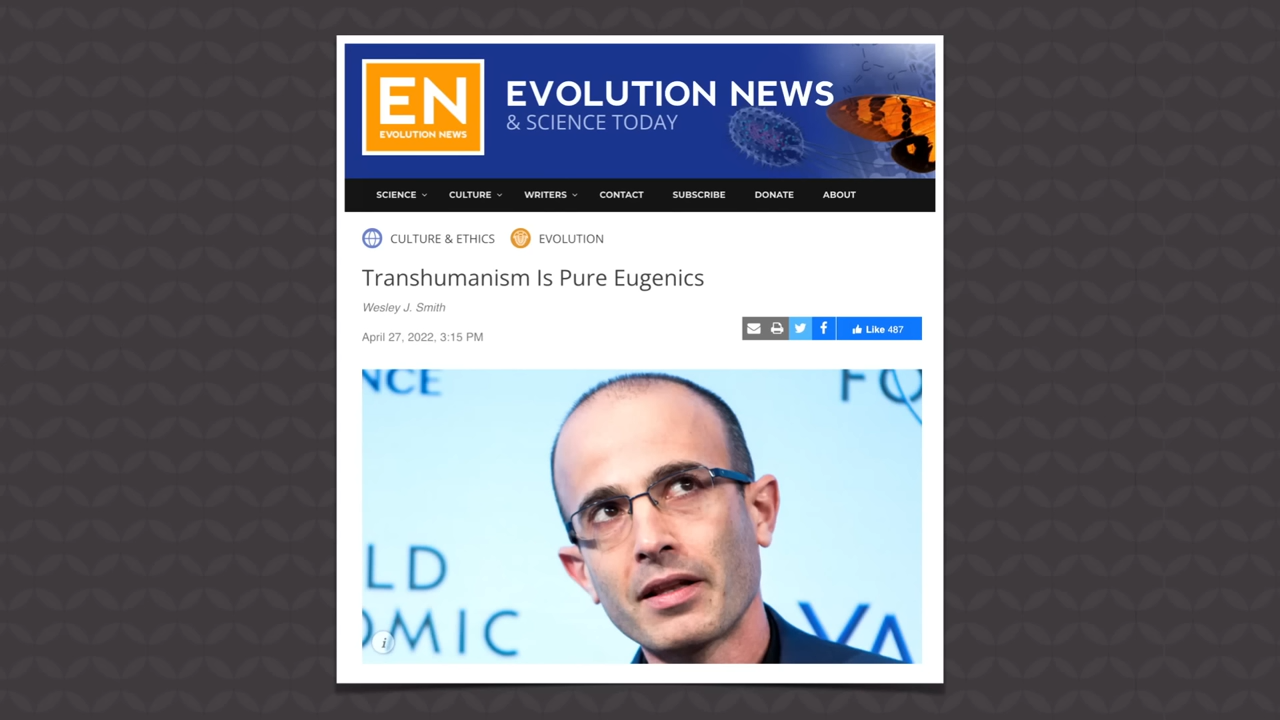 EN
EVOLUTION NEWS
EVOLUTION NEWS
& SCIENCE TODAY
SCIENCE CULTURE WRITERS CONTACT SUBSCRIBE DONATE ABOUT
CULTURE & ETHICS EVOLUTION
Transhumanism Is Pure Eugenics
Wesley J. Smith
April 27, 2022, 3:15 PM
Like 487
NCE
FO
LD
OMIC
VA
i